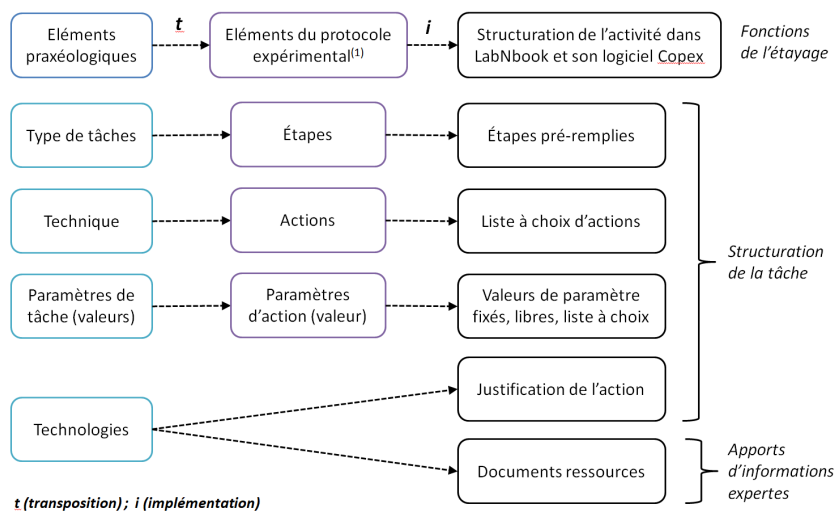 t
i
Eléments
praxéologiques
Eléments du protocole
expérimental(1)
Structuration de l'activité dans
LabNbook et son logiciel Copex
Fonctions
de l'étayage
Type de tâches
Étapes
Étapes pré-remplies
Technique
Actions
Liste à choix d'actions
Structuration
de la tâche
Paramètres de
tâche (valeurs)
Paramètres
d'action (valeur)
Valeurs de paramètre
fixés, libres, liste à choix
Justification de l'action
Technologies
Documents ressources
Apports
d'informations
expertes
t (transposition) ; i (implémentation)